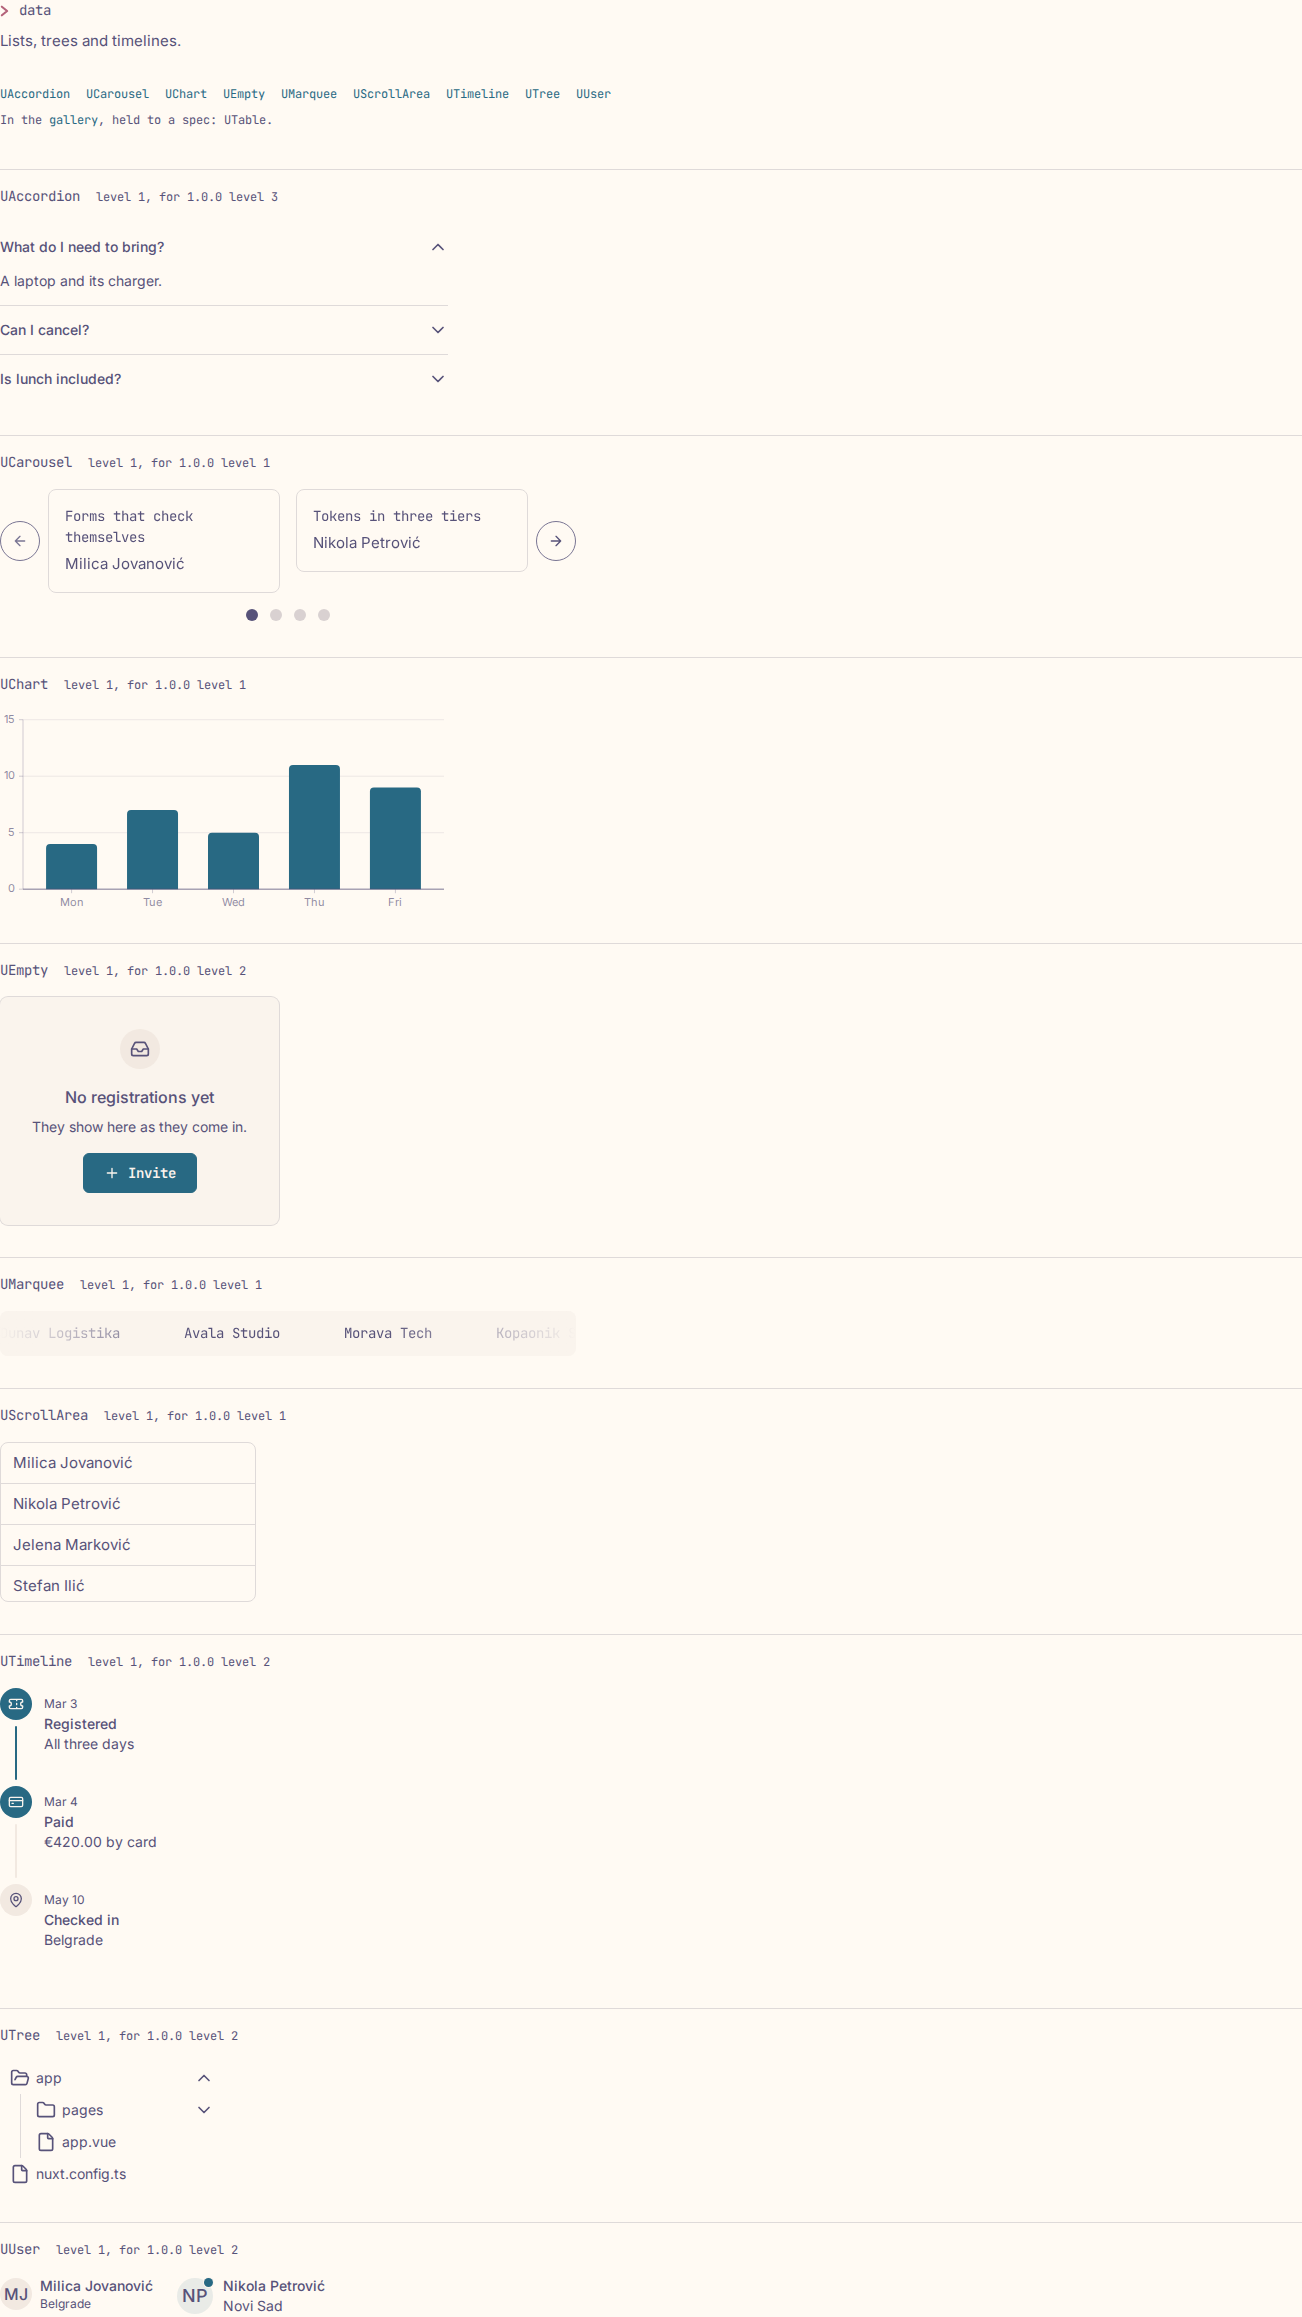 data
Lists, trees and timelines.
UAccordion UCarousel UChart UEmpty UMarquee UScrollArea UTimeline UTree UUser
In the gallery, held to a spec: UTable.
UAccordion level 1, for 1.0.0 level 3
What do I need to bring?
A laptop and its charger.
Can I cancel?
Is lunch included?
UCarousel level 1, for 1.0.0 level 1
Forms that check
themselves
Milica Jovanović
Tokens in three tiers
Nikola Petrović
UChart level 1, for 1.0.0 level 1
15
10
5
0
Mon Tue Wed Thu Fri
UEmpty level 1, for 1.0.0 level 2
No registrations yet
They show here as they come in.
Invite
UMarquee level 1, for 1.0.0 level 1
Logistika Avala Studio Morava Tech Kopaonik
UScrollArea level 1, for 1.0.0 level 1
Milica Jovanović
Nikola Petrović
Jelena Marković
Stefan Ilić
UTimeline level 1, for 1.0.0 level 2
Mar 3
Registered
All three days
Mar 4
Paid
€420.00 by card
May 10
Checked in
Belgrade
UTree level 1, for 1.0.0 level 2
app
pages
app.vue
nuxt.config.ts
UUser level 1, for 1.0.0 level 2
MJ
Milica Jovanović
Belgrade
NP
Nikola Petrović
Novi Sad